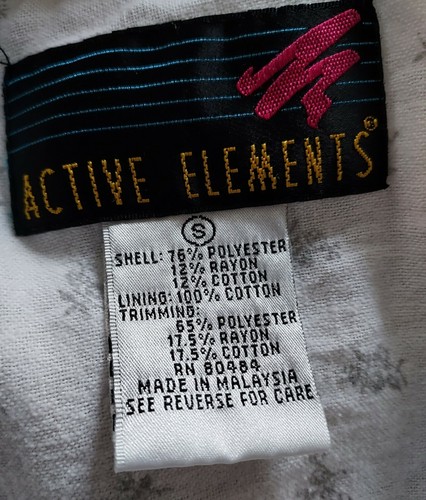 ACTIVE ELEMENTS®
S
SHELL: 76% POLYESTER
12% RAYON
12% COTTON
LINING: 100% COTTON
TRIMMING:
65% POLYESTER
17.5% RAYON
17.5% COTTON
RN 80484
MADE IN MALAYSIA
SEE REVERSE FOR CARE